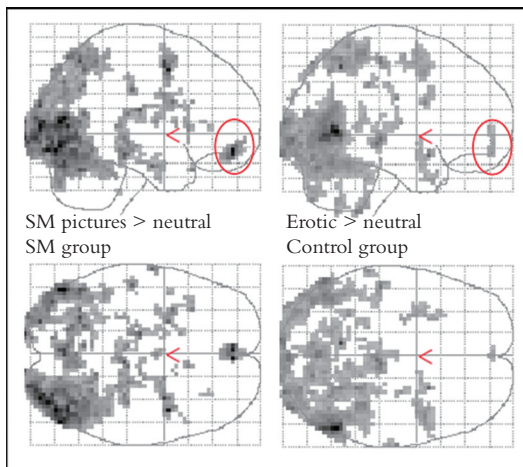 SM pictures > neutral
SM group
Erotic > neutral
Control group